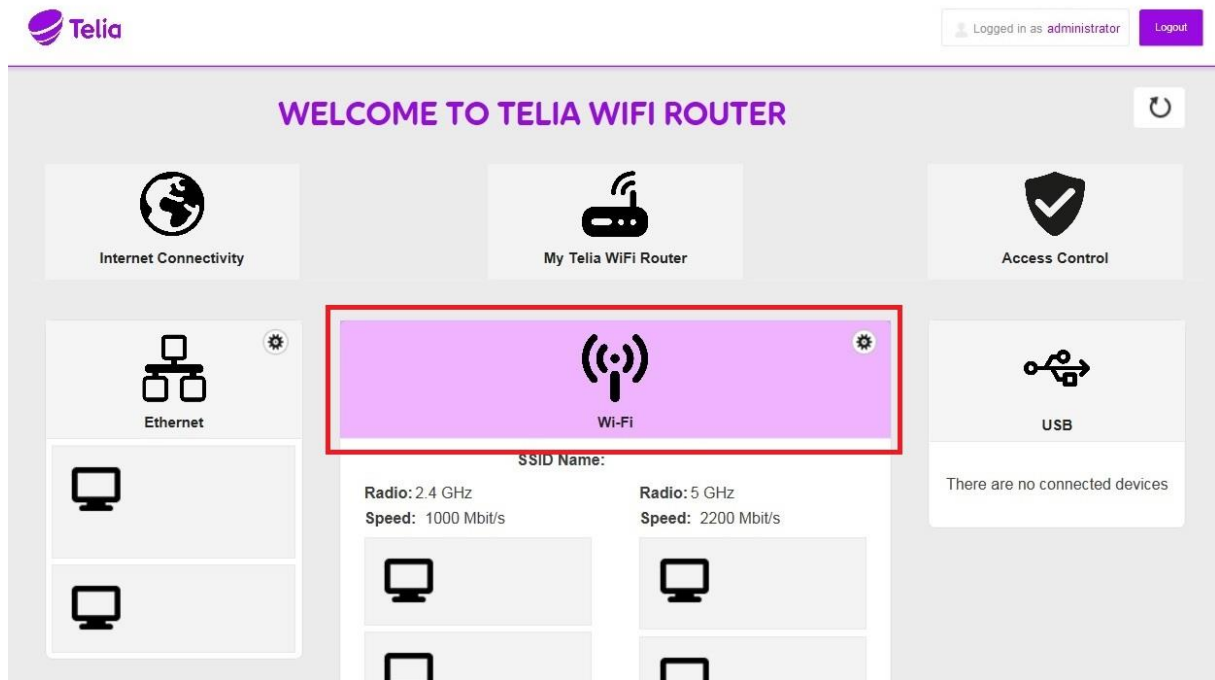 Telia
Logged in as administrator
Logout
WELCOME TO TELIA WIFI ROUTER
Internet Connectivity
My Telia WiFi Router
Access Control
Ethernet
Wi-Fi
USB
SSID Name:
There are no connected devices
Radio: 2.4 GHz
Speed: 1000 Mbit/s
Radio: 5 GHz
Speed: 2200 Mbit/s